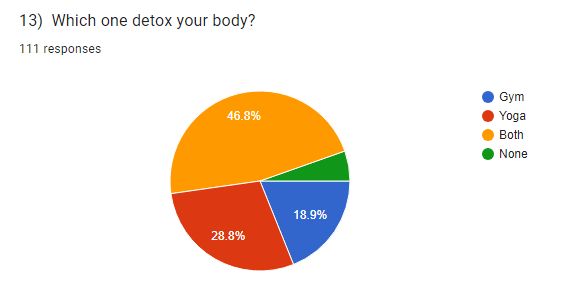 13) Which one detox your body?
111 responses
46.8%
28.8%
18.9%
Gym
Yoga
Both
None